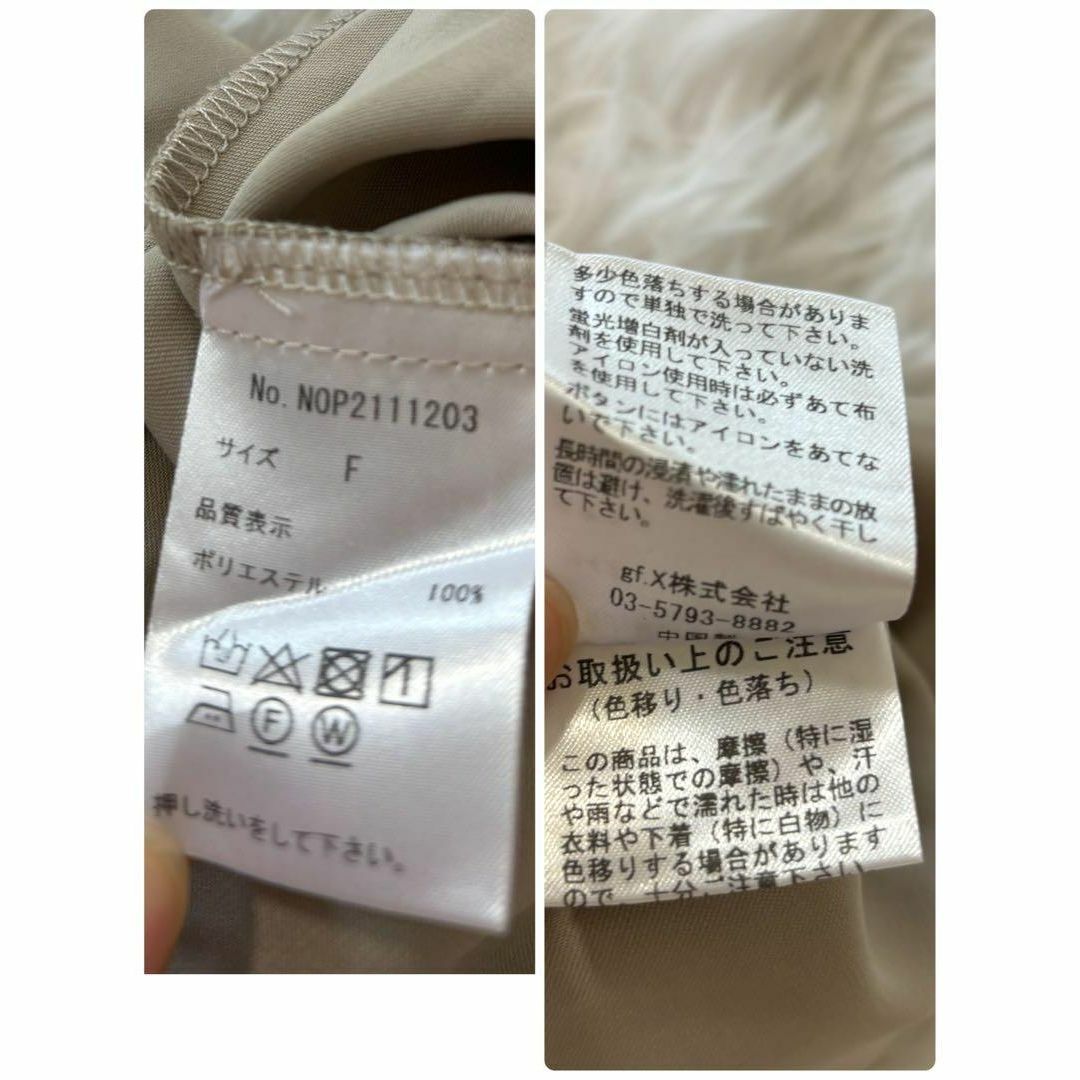 No. NOP2111203
サイズ F
品質表示
ポリエステル 100%
F W
押し洗いをして下さい。
多少色落ちする場合がありま
すので単独で洗って下さい。
蛍光増白剤が入っていない洗
剤を使用して下さい。
アイロン使用時は必ずあて布
を使用して下さい。
ボタンにはアイロンをあてな
いで下さい。
長時間の浸漬や濡れたままの放
置は避け、洗濯後すばやく干し
て下さい。
gf.X株式会社
03-5793-8882
お取扱い上のご注意
(色移り・色落ち)
この商品は、摩擦(特に湿
った状態での摩擦)や、汗
や雨などで濡れた時は他の
衣料や下着(特に白物)に
色移りする場合があります
ので、十分ご注意下さい